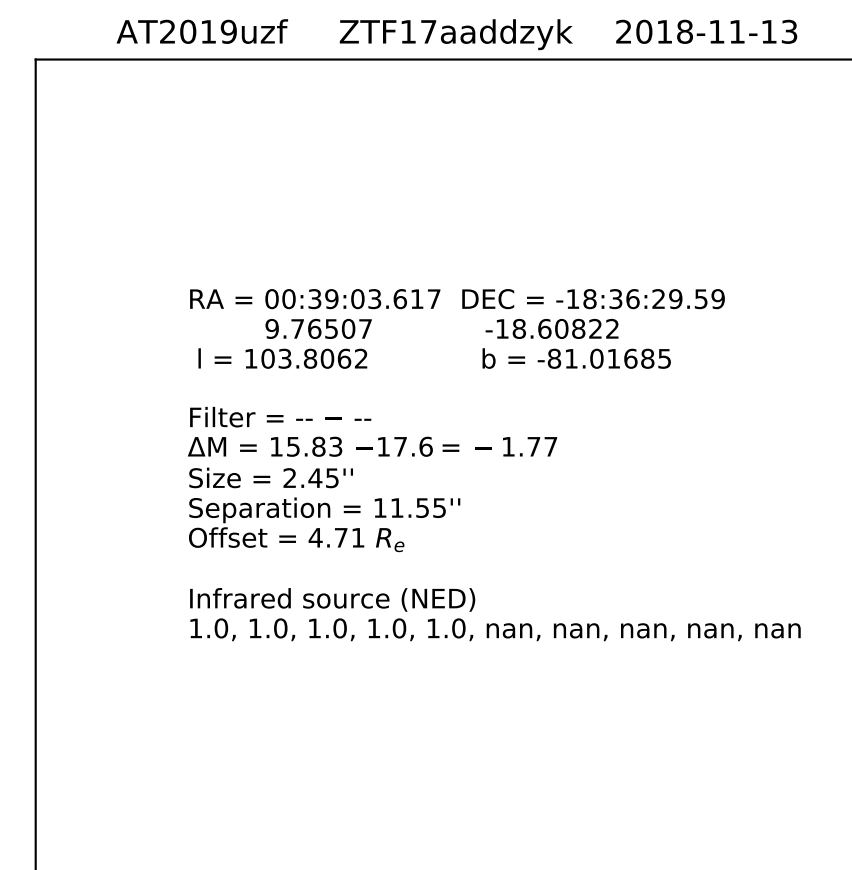 AT2019uzf ZTF17aaddzyk 2018-11-13
RA = 00:39:03.617 DEC = -18:36:29.59
9.76507 -18.60822
l = 103.8062 b = -81.01685
Filter = -- − --
ΔM = 15.83 −17.6 = − 1.77
Size = 2.45''
Separation = 11.55''
Offset = 4.71 Re
Infrared source (NED)
1.0, 1.0, 1.0, 1.0, 1.0, nan, nan, nan, nan, nan